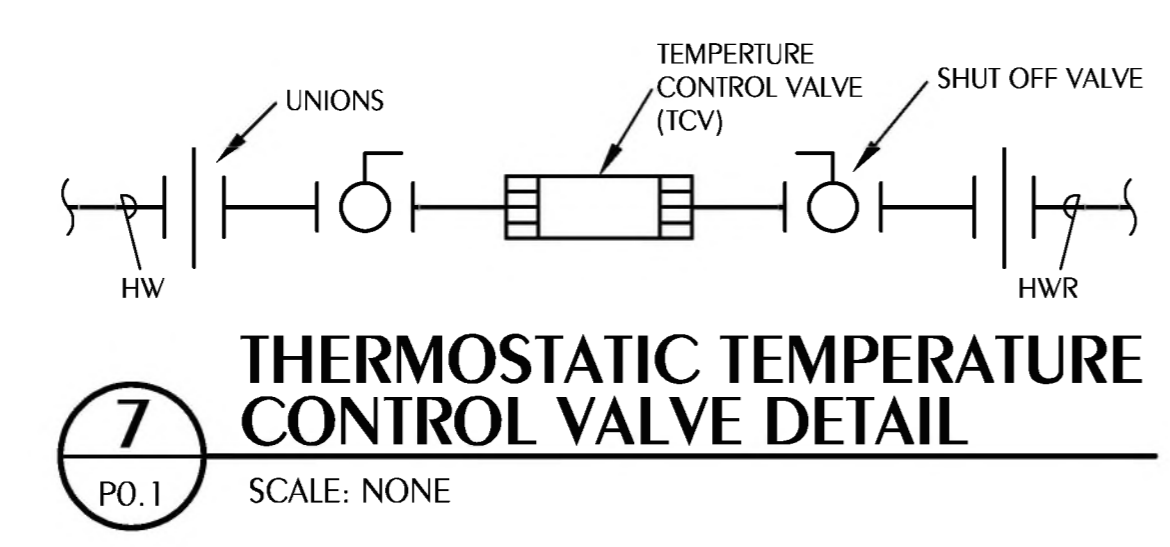 TEMPERTURE
CONTROL VALVE
(TCV)
SHUT OFF VALVE
UNIONS
HW
HWR
THERMOSTATIC TEMPERATURE
CONTROL VALVE DETAIL
7
P0.1
SCALE: NONE